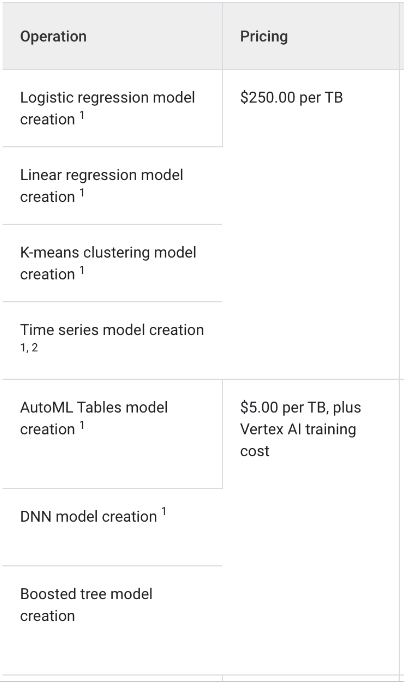 Operation Pricing
Logistic regression model $250.00 per TB
creation 1
Linear regression model
creation 1
K-means clustering model
creation 1
Time series model creation
1, 2
AutoML Tables model $5.00 per TB, plus
creation 1 Vertex AI training
cost
DNN model creation 1
Boosted tree model
creation